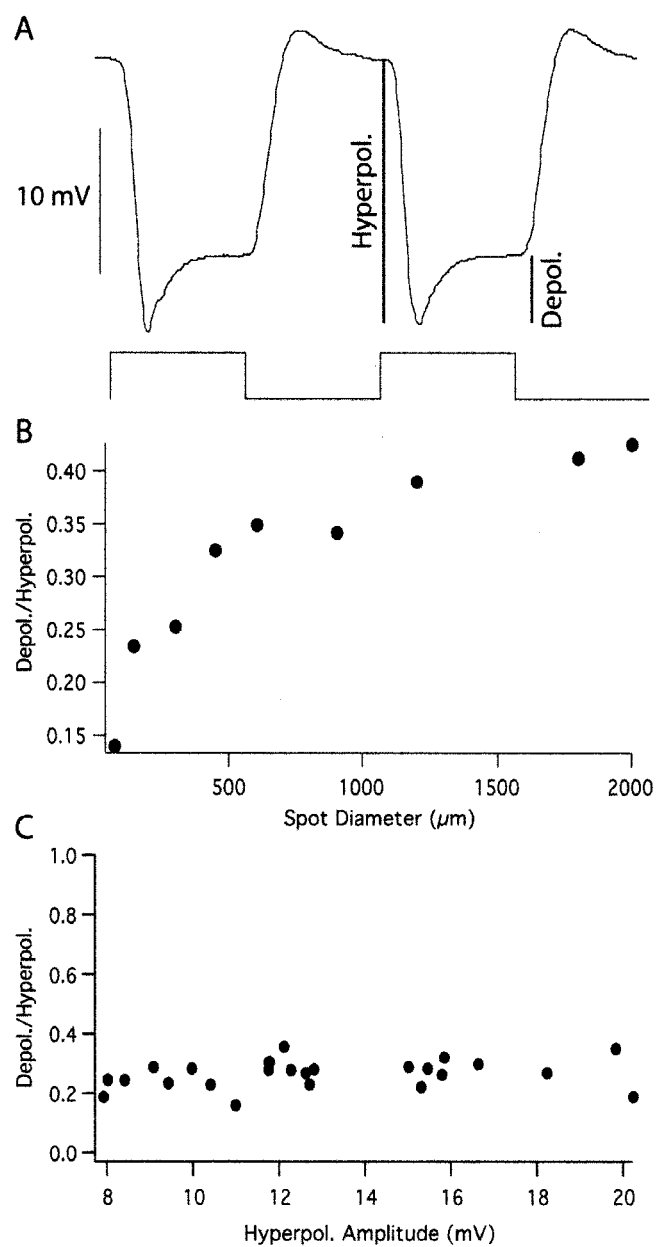 A
10 mV
Hyperpol.
Depol.
B
Depol./Hyperpol.
0.40
0.35
0.30
0.25
0.20
0.15
500
1000
1500
2000
Spot Diameter (µm)
C
Depol./Hyperpol.
1.0
0.8
0.6
0.4
0.2
0.0
8
10
12
14
16
18
20
Hyperpol. Amplitude (mV)